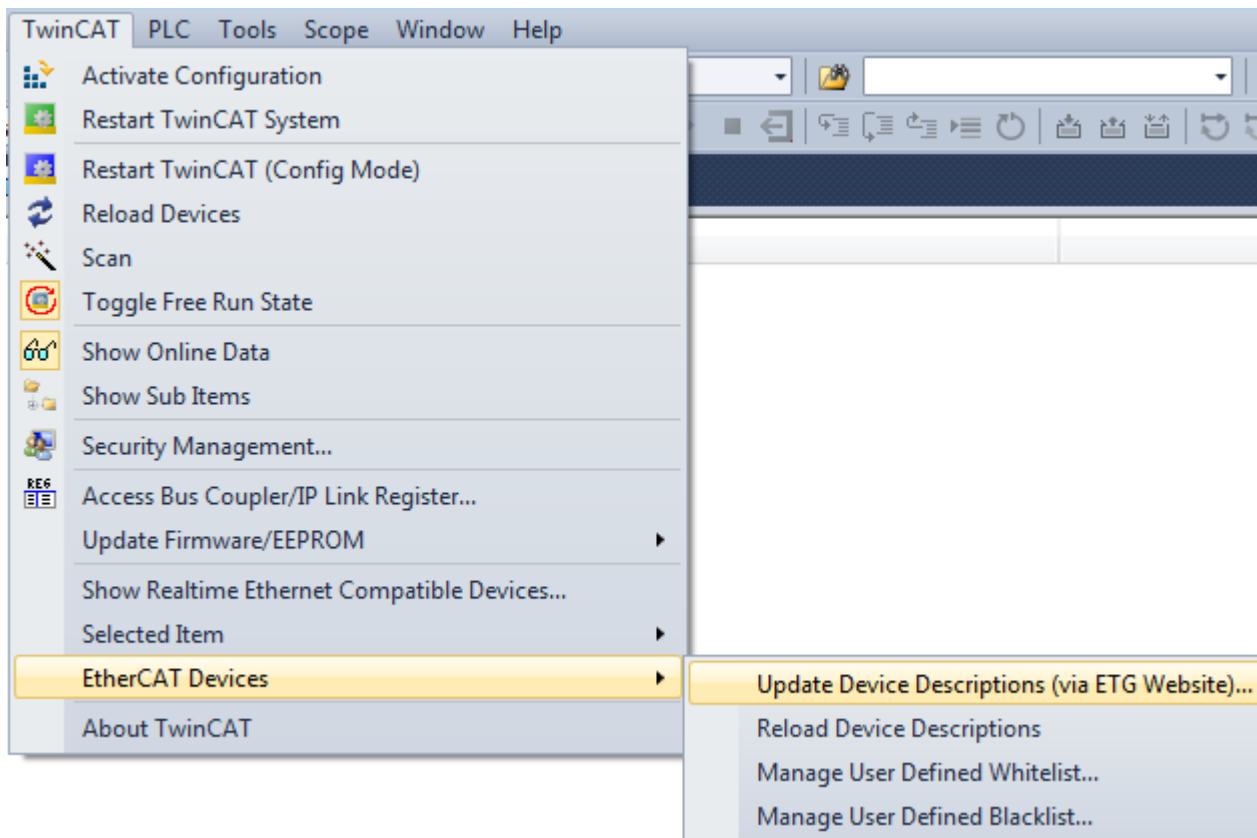 TwinCAT PLC Tools Scope Window Help
Activate Configuration
Restart TwinCAT System
Restart TwinCAT (Config Mode)
Reload Devices
Scan
Toggle Free Run State
Show Online Data
Show Sub Items
Security Management...
REG
Access Bus Coupler/IP Link Register...
Update Firmware/EEPROM
Show Realtime Ethernet Compatible Devices...
Selected Item
EtherCAT Devices
Update Device Descriptions (via ETG Website)...
About TwinCAT
Reload Device Descriptions
Manage User Defined Whitelist...
Manage User Defined Blacklist...